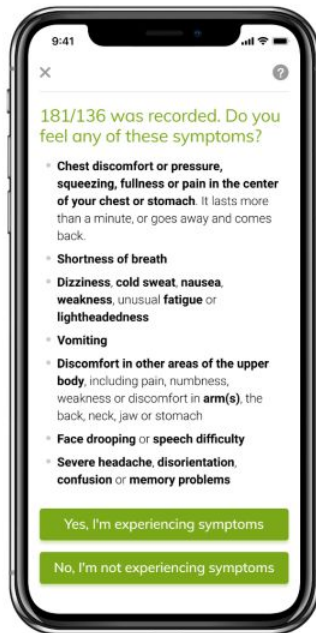 9:41
×
?
181/136 was recorded. Do you
feel any of these symptoms?
• Chest discomfort or pressure,
squeezing, fullness or pain in the center
of your chest or stomach. It lasts more
than a minute, or goes away and comes
back.
• Shortness of breath
• Dizziness, cold sweat, nausea,
weakness, unusual fatigue or
lightheadedness
• Vomiting
• Discomfort in other areas of the upper
body, including pain, numbness,
weakness or discomfort in arm(s), the
back, neck, jaw or stomach
• Face drooping or speech difficulty
• Severe headache, disorientation,
confusion or memory problems
Yes, I'm experiencing symptoms
No, I'm not experiencing symptoms